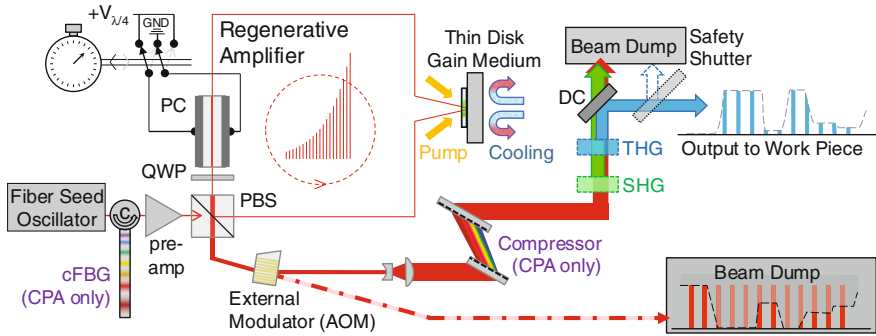 +Vλ/4
GND
Regenerative
Amplifier
PC
QWP
PBS
Thin Disk
Gain Medium
Pump
Cooling
Beam Dump
Safety
Shutter
DC
THG
SHG
Output to Work Piece
Fiber Seed
Oscillator
C
pre-
amp
cFBG
(CPA only)
External
Modulator (AOM)
Compressor
(CPA only)
Beam Dump